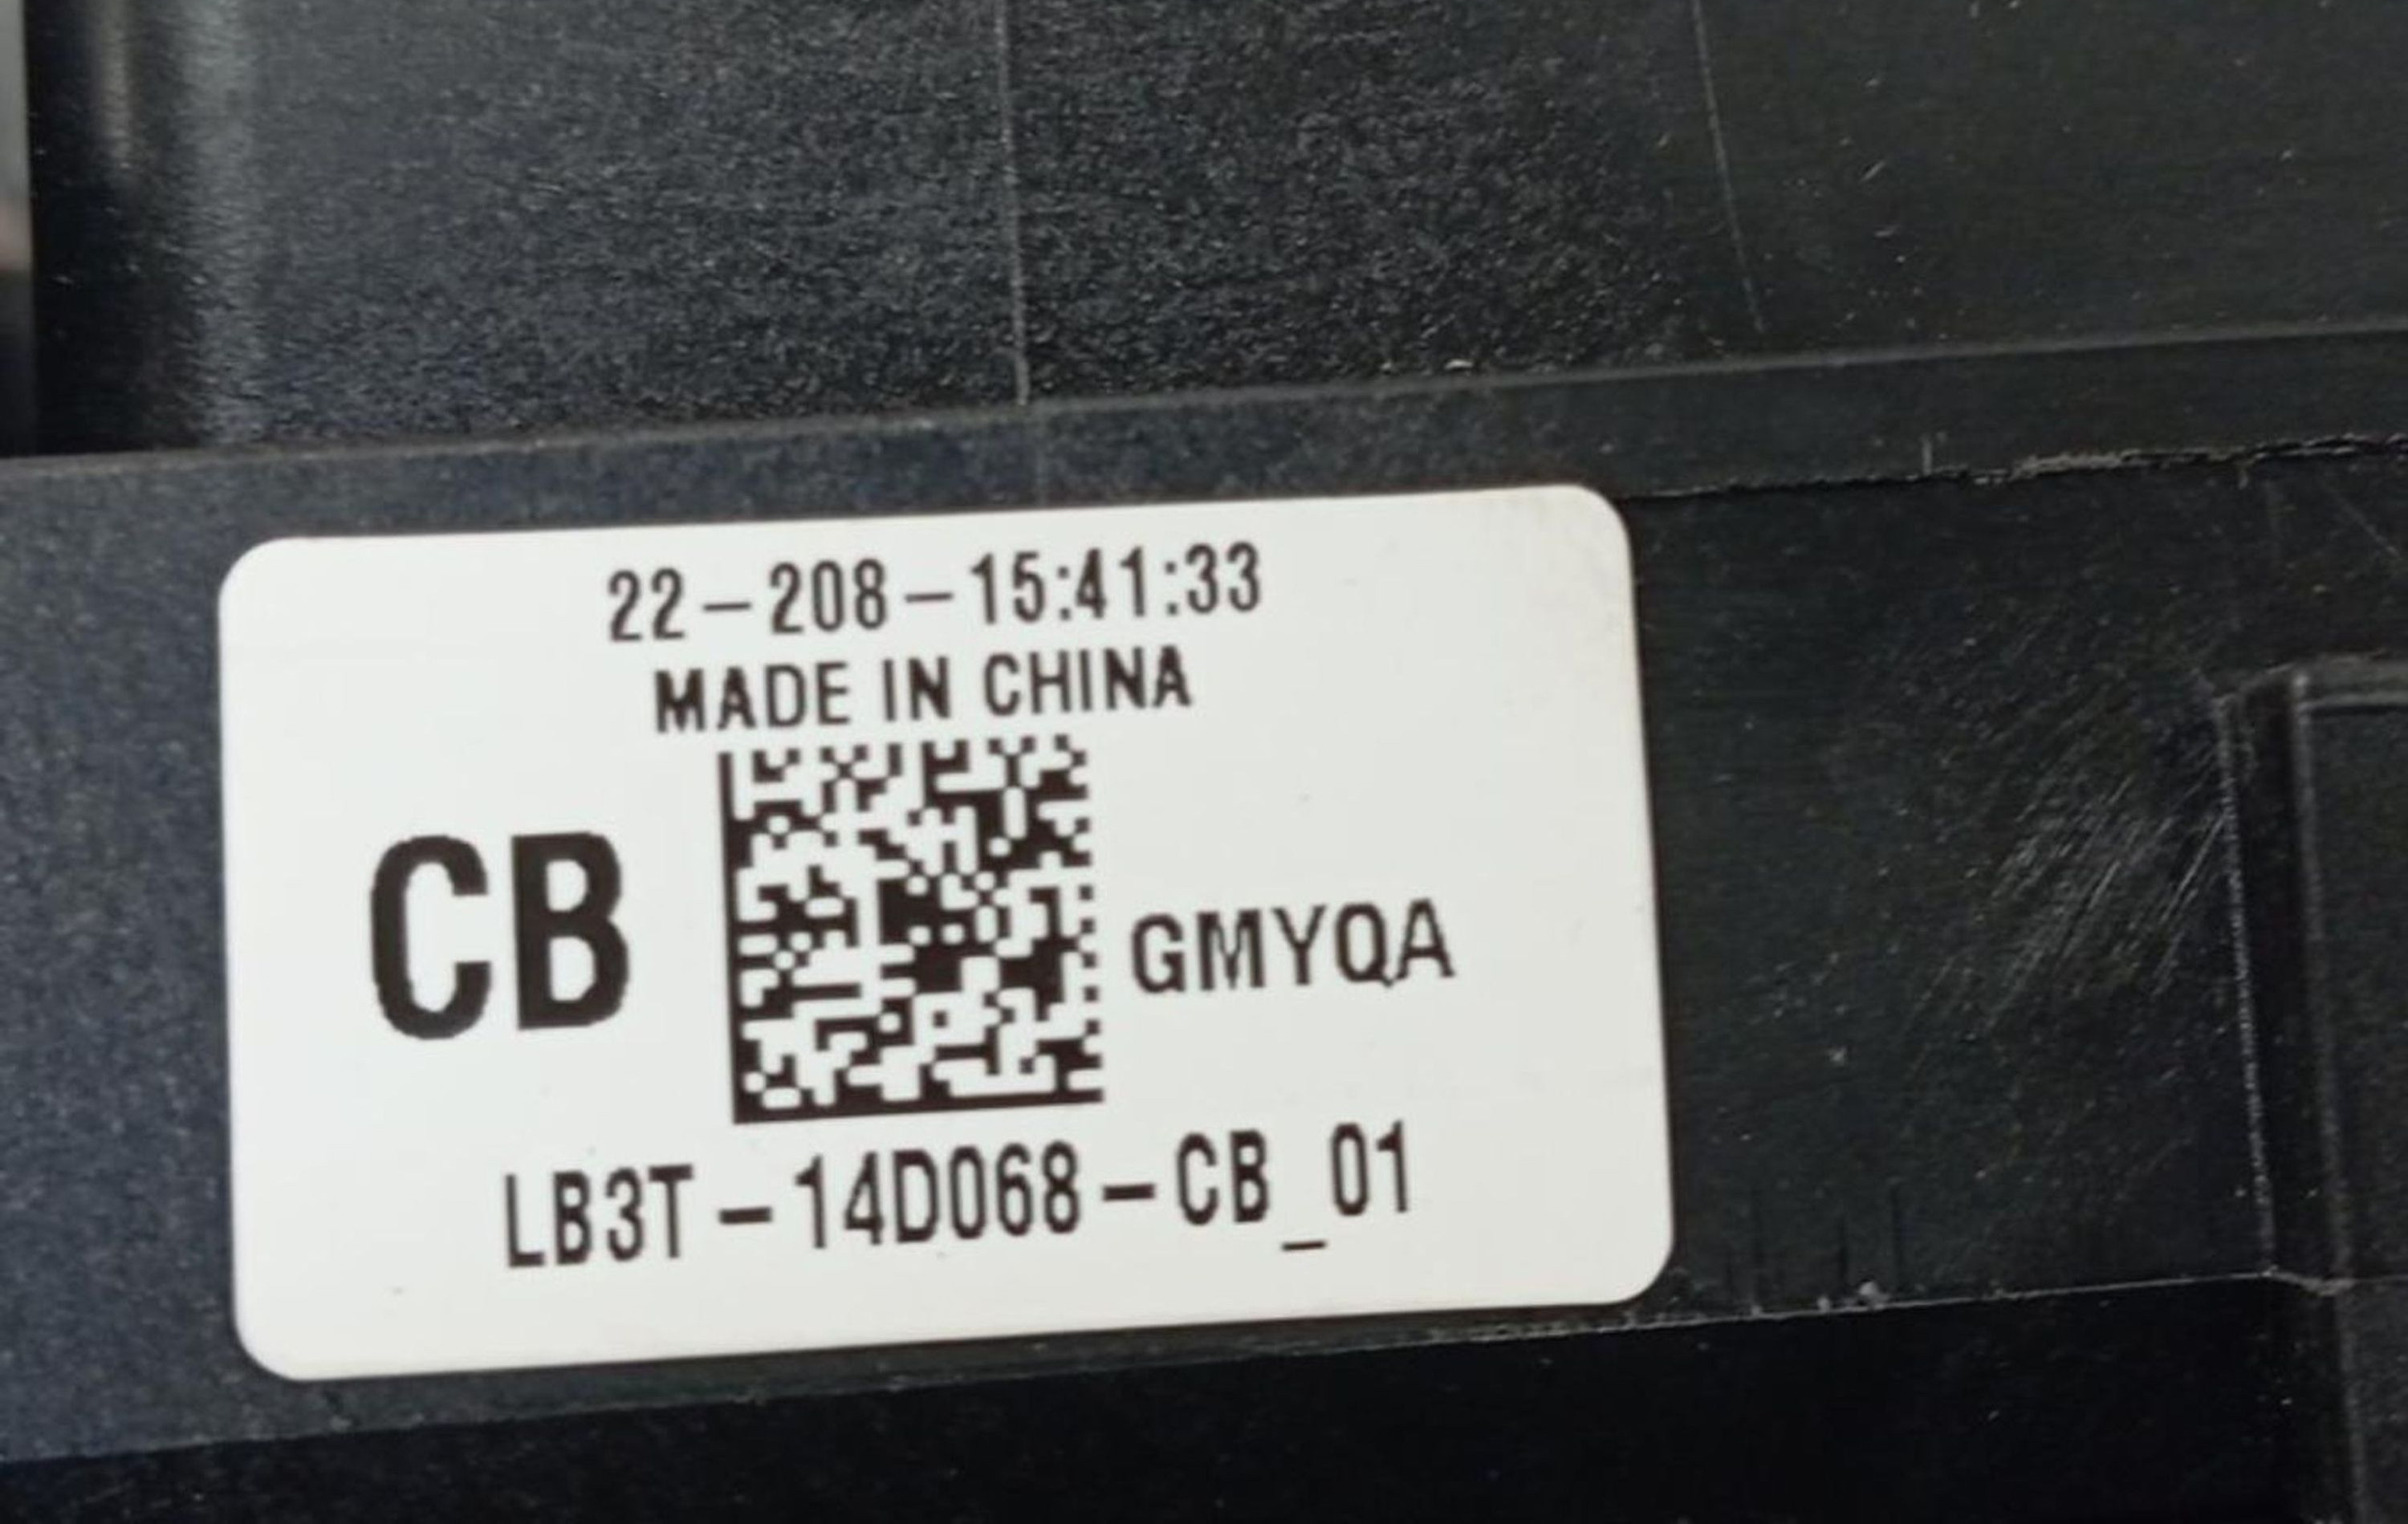 22-208-15:41:33
MADE IN CHINA
CB
GMYQA
LB3T-14D068-CB_01